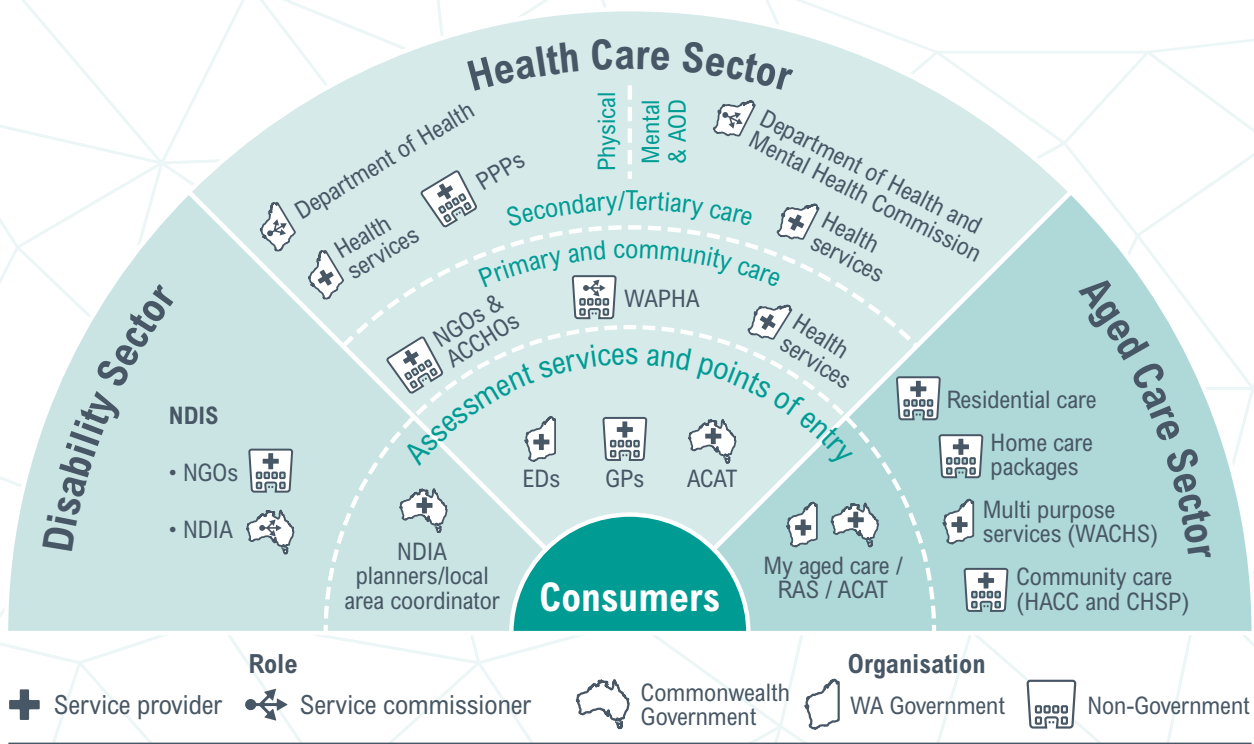 Health Care Sector
Physical
Mental
& AOD
Department of Health
PPPs
Health
services
Department of Health and
Mental Health Commission
Health
services
Secondary/Tertiary care
Primary and community care
NGOs &
ACCHOs
WAPHA
Health
services
Assessment services and points of entry
EDs
GPs
ACAT
Disability Sector
NDIS
• NGOs
• NDIA
NDIA
planners/local
area coordinator
Consumers
Aged Care Sector
Residential care
Home care
packages
Multi purpose
services (WACHS)
Community care
(HACC and CHSP)
My aged care /
RAS / ACAT
Role
Service provider
Service commissioner
Organisation
Commonwealth
Government
WA Government
Non-Government